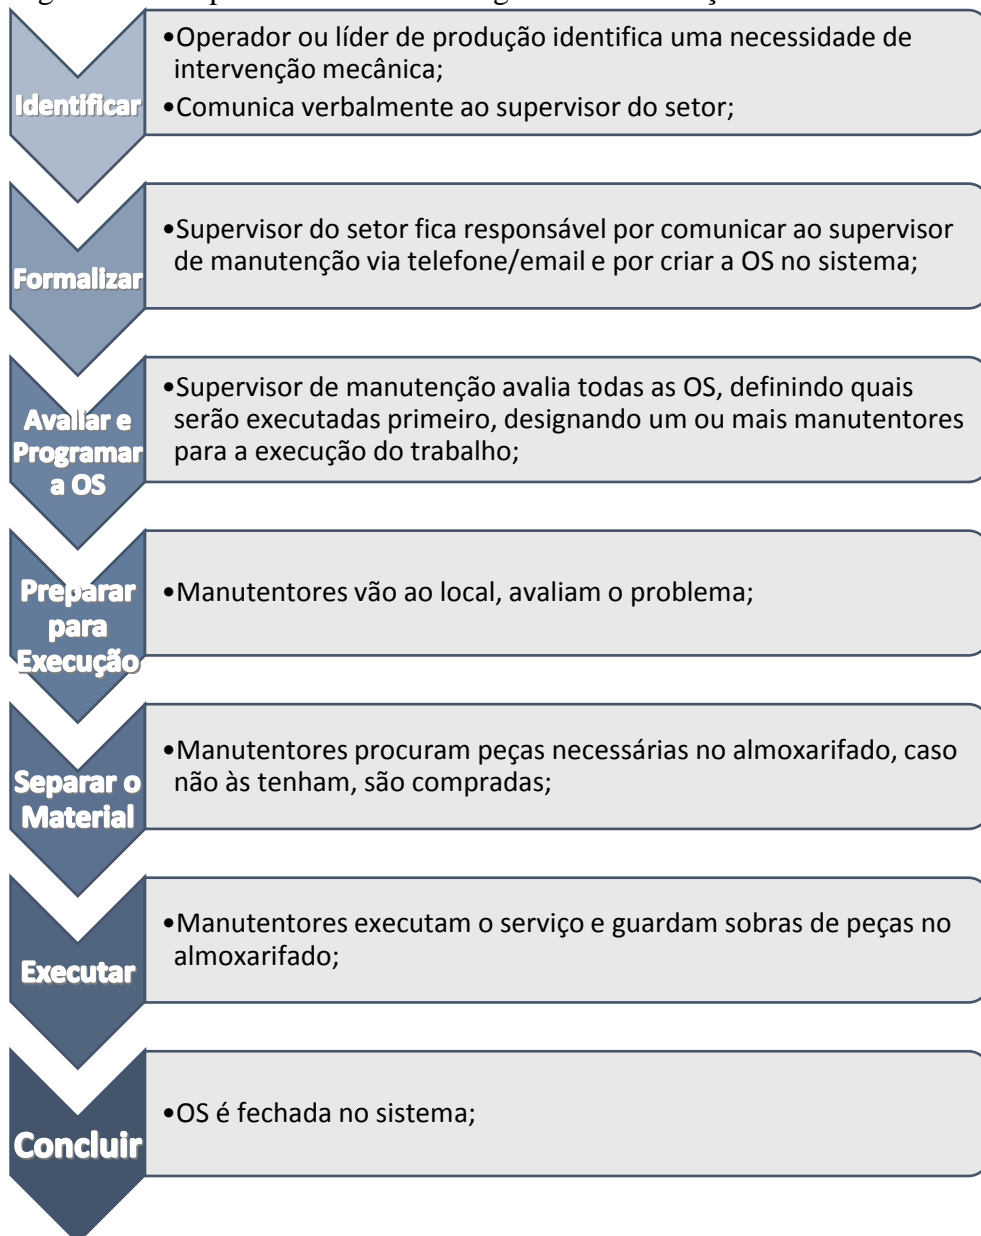 Identificar
•Operador ou líder de produção identifica uma necessidade de
intervenção mecânica;
•Comunica verbalmente ao supervisor do setor;
Formalizar
•Supervisor do setor fica responsável por comunicar ao supervisor
de manutenção via telefone/email e por criar a OS no sistema;
Avaliar e
Programar
a OS
•Supervisor de manutenção avalia todas as OS, definindo quais
serão executadas primeiro, designando um ou mais manutentores
para a execução do trabalho;
Preparar
para
Execução
•Manutentores vão ao local, avaliam o problema;
Separar o
Material
•Manutentores procuram peças necessárias no almoxarifado, caso
não às tenham, são compradas;
Executar
•Manutentores executam o serviço e guardam sobras de peças no
almoxarifado;
Concluir
•OS é fechada no sistema;